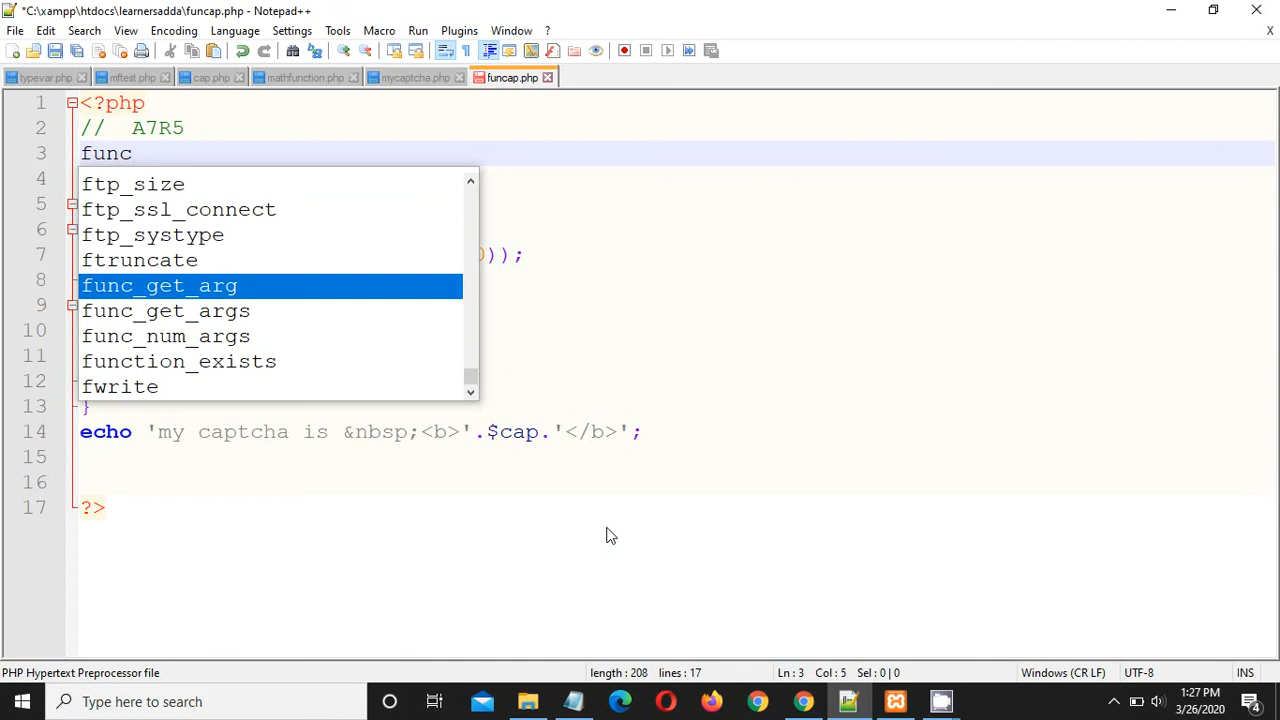 *C:\xampp\htdocs\learnersadda\funcap.php - Notepad++
File Edit Search View Encoding Language Settings Tools Macro Run Plugins Window ? X
typevar.php mftest.php cap.php mathfunction.php mycaptcha.php funcap.php
1 <?php
2 // A7R5
3 func
4 ftp_size
5 ftp_ssl_connect
6 ftp_systype
7 ftruncate 0));
8 func_get_arg
9 func_get_args
10 func_num_args
11 function_exists
12 fwrite
13 }
14 echo 'my captcha is &nbsp;<b>'.$cap.'</b>';
15
16
17 ?>
PHP Hypertext Preprocessor file length : 208 lines : 17 Ln : 3 Col : 5 Sel : 0 | 0 Windows (CR LF) UTF-8 INS
Type here to search 1:27 PM
3/26/2020 4